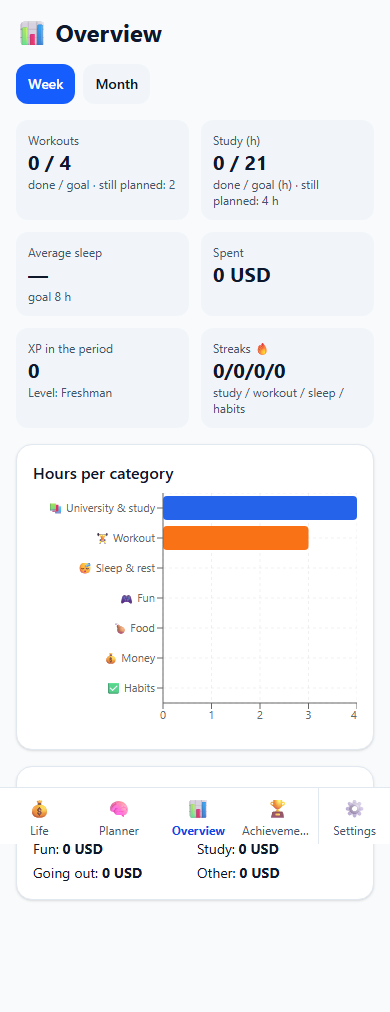 Overview
Week Month
Workouts
0 / 4
done / goal · still planned: 2
Study (h)
0 / 21
done / goal (h) · still
planned: 4 h
Average sleep
—
goal 8 h
Spent
0 USD
XP in the period
0
Level: Freshman
Streaks 🔥
0/0/0/0
study / workout / sleep /
habits
Hours per category
University & study
Workout
Sleep & rest
Fun
Food
Money
Habits
0 1 2 3 4
Life Planner Overview Achieveme... Settings
Fun: 0 USD Study: 0 USD
Going out: 0 USD Other: 0 USD